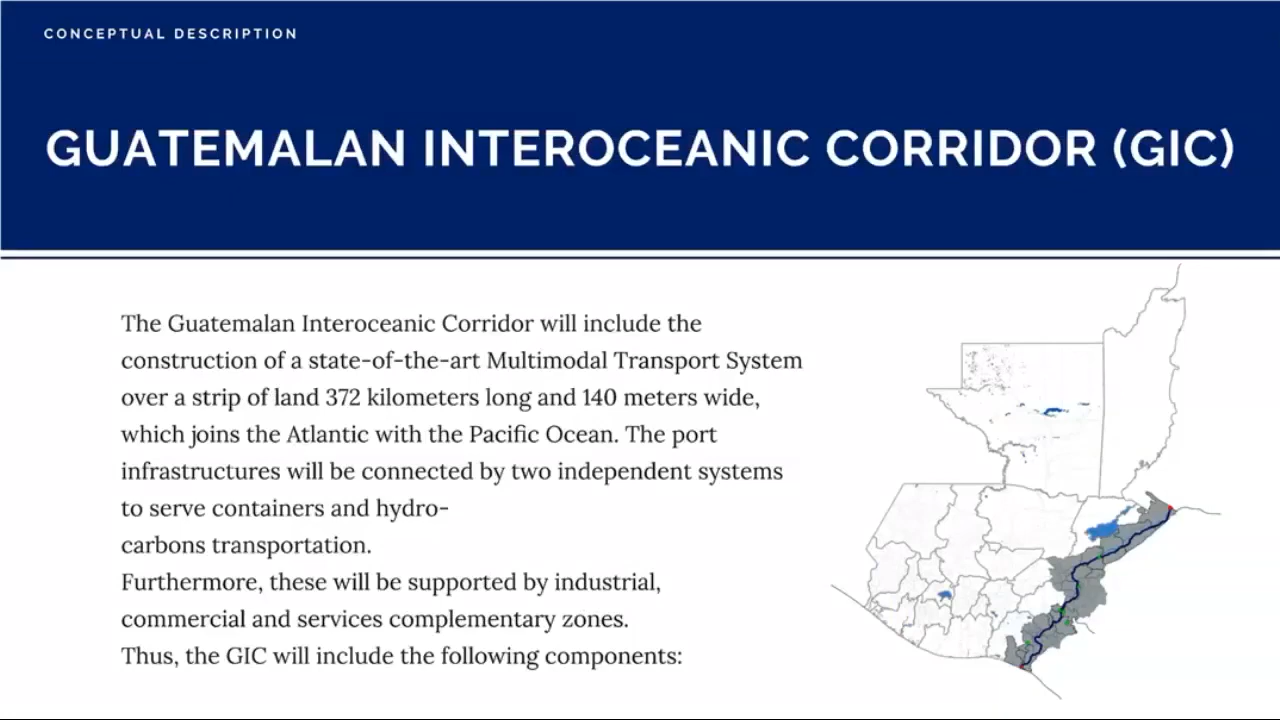 CONCEPTUAL DESCRIPTION
GUATEMALAN INTEROCEANIC CORRIDOR (GIC)
The Guatemalan Interoceanic Corridor will include the
construction of a state-of-the-art Multimodal Transport System
over a strip of land 372 kilometers long and 140 meters wide,
which joins the Atlantic with the Pacific Ocean. The port
infrastructures will be connected by two independent systems
to serve containers and hydro-
carbons transportation.
Furthermore, these will be supported by industrial,
commercial and services complementary zones.
Thus, the GIC will include the following components: